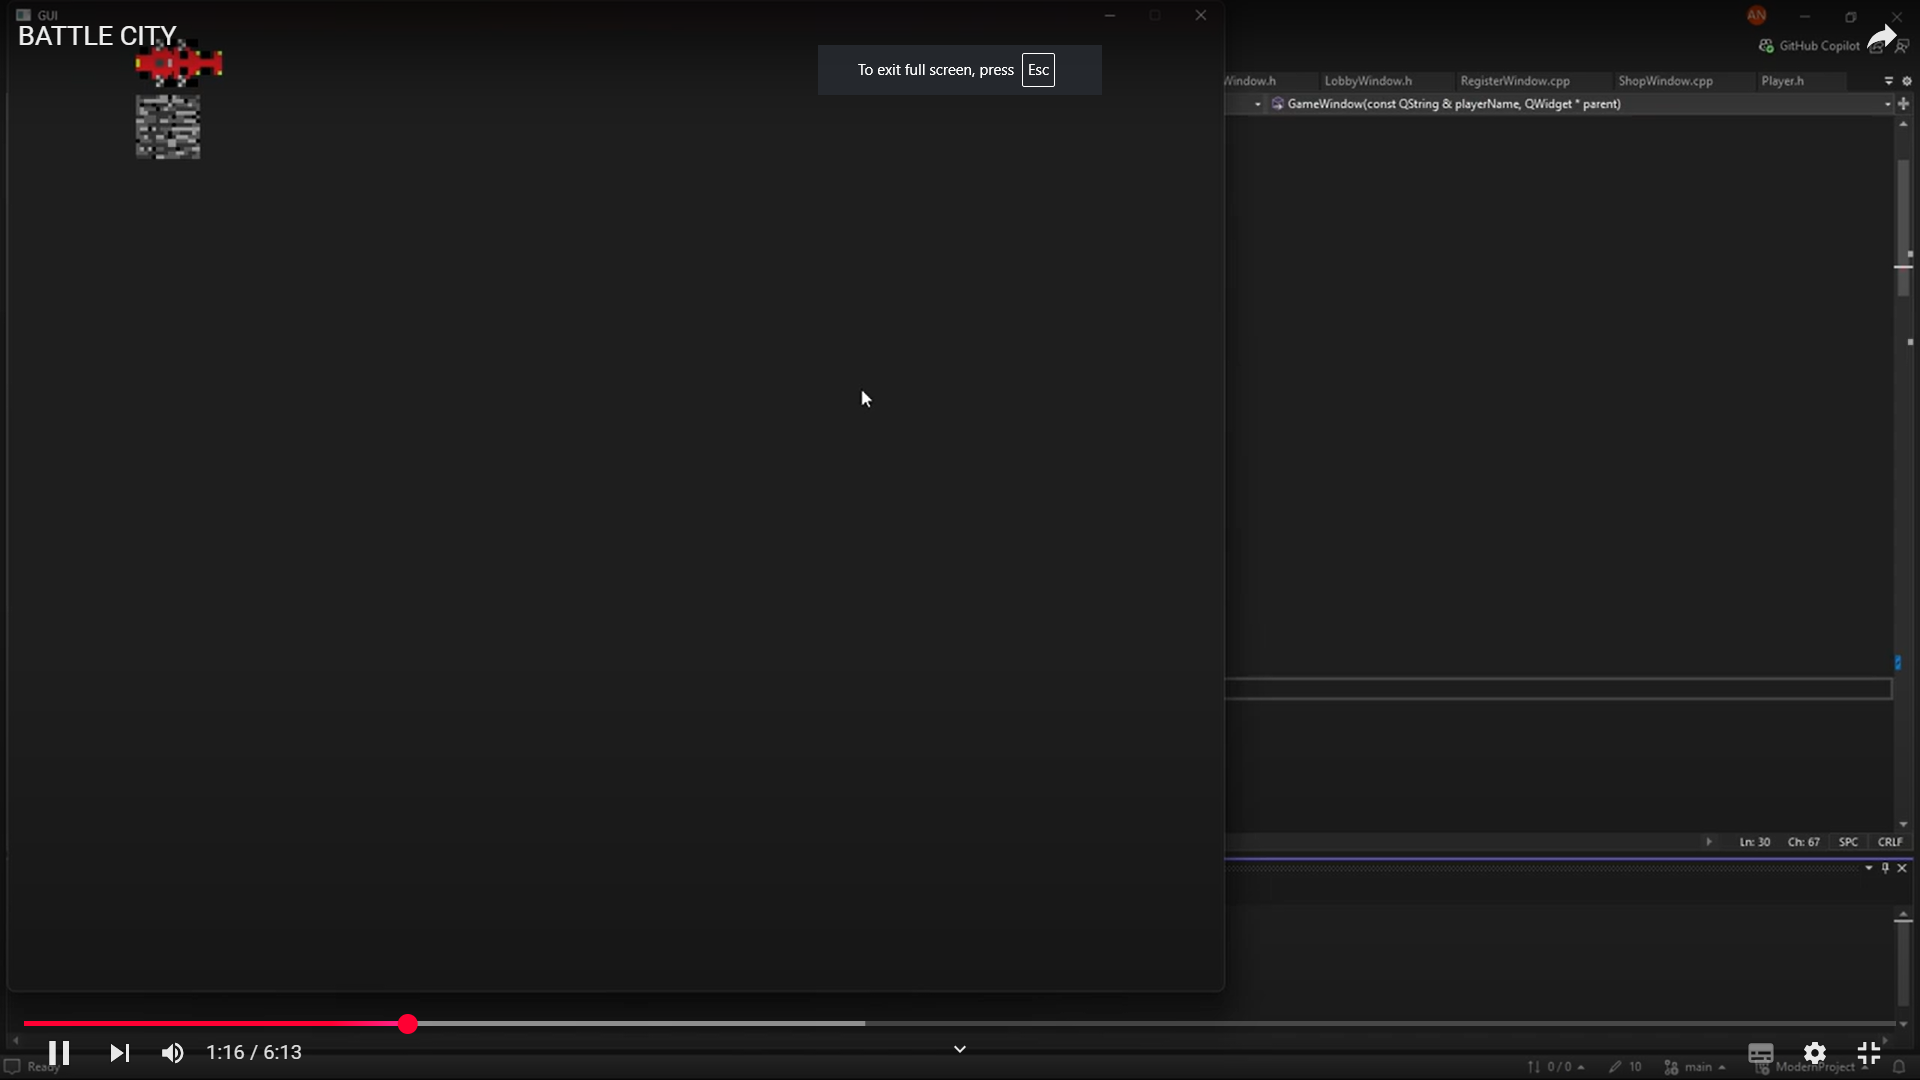 GUI
BATTLE CITY
To exit full screen, press Esc
AN
GitHub Copilot
Window.h LobbyWindow.h RegisterWindow.cpp ShopWindow.cpp Player.h
GameWindow(const QString & playerName, QWidget * parent)
Ln: 30 Ch: 67 SPC CRLF
1:16 / 6:13
Ready 0 / 0 10 main ModernProject